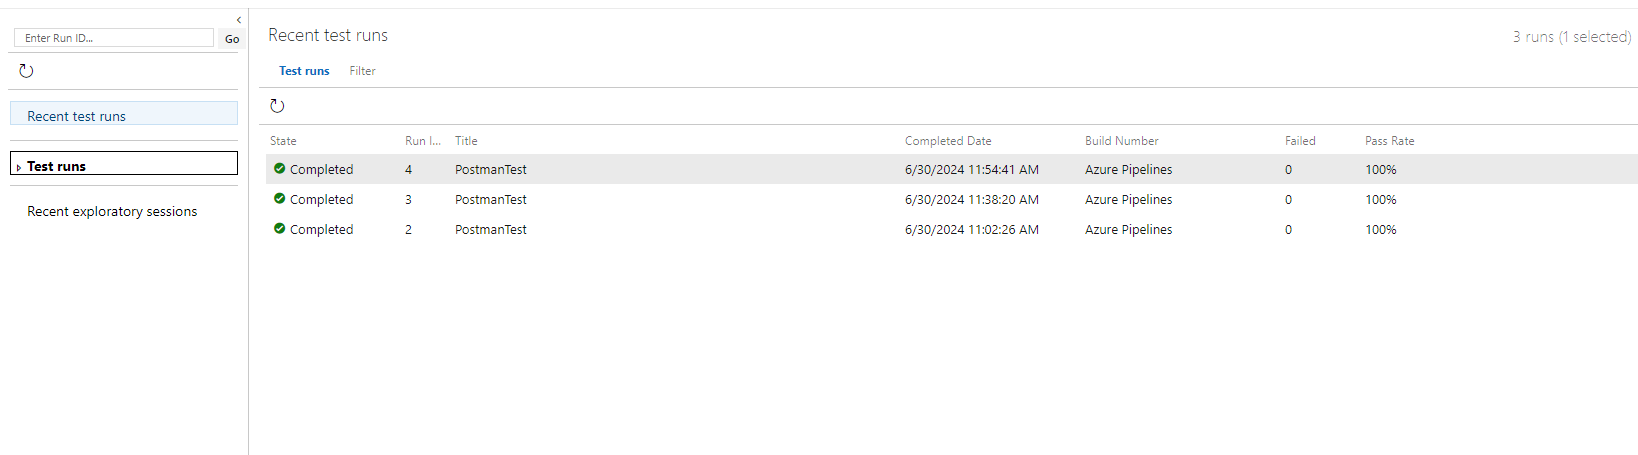 Enter Run ID...
Go
Recent test runs
Test runs
Recent exploratory sessions
Recent test runs
3 runs (1 selected)
Test runs Filter
State Run I... Title Completed Date Build Number Failed Pass Rate
Completed 4 PostmanTest 6/30/2024 11:54:41 AM Azure Pipelines 0 100%
Completed 3 PostmanTest 6/30/2024 11:38:20 AM Azure Pipelines 0 100%
Completed 2 PostmanTest 6/30/2024 11:02:26 AM Azure Pipelines 0 100%